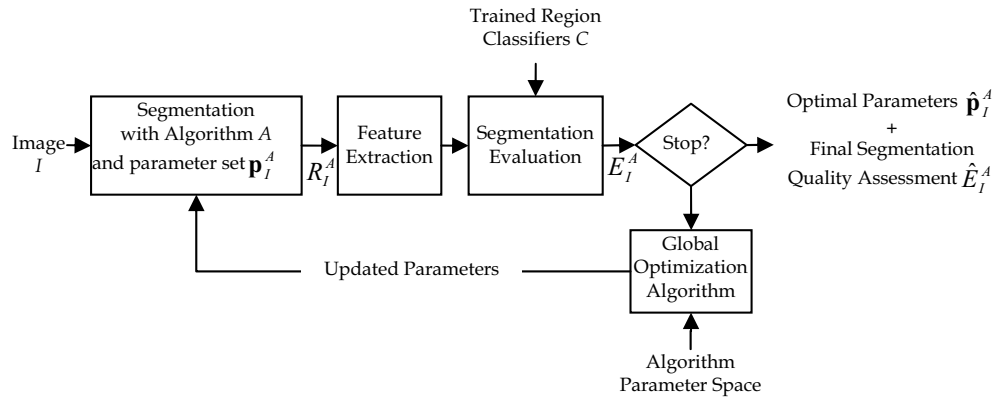 Trained Region
Classifiers C
Image
I
Segmentation
with Algorithm A
and parameter set p_I^A
R_I^A
Feature
Extraction
Segmentation
Evaluation
E_I^A
Stop?
Optimal Parameters p̂_I^A
+
Final Segmentation
Quality Assessment Ê_I^A
Updated Parameters
Global
Optimization
Algorithm
Algorithm
Parameter Space